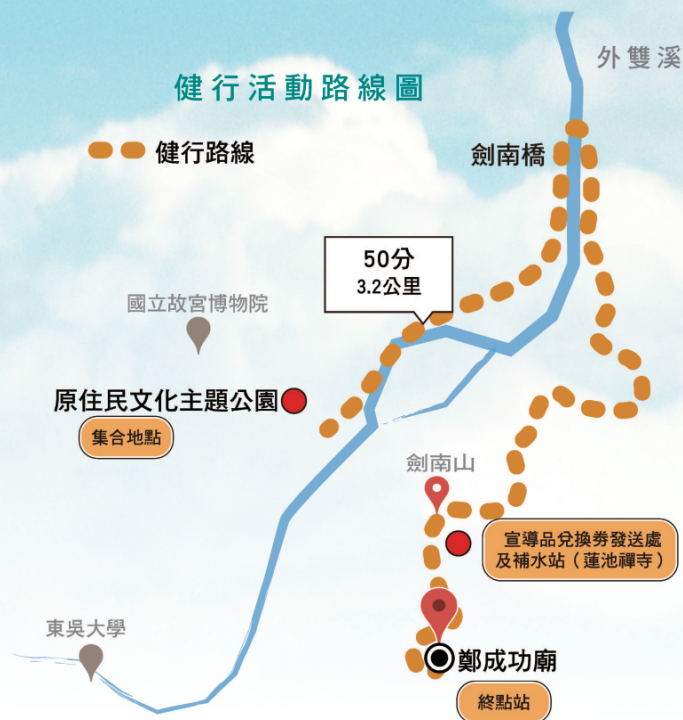 外雙溪
健行活動路線圖
健行路線
劍南橋
50分
3.2公里
國立故宮博物院
原住民文化主題公園
集合地點
劍南山
宣導品兌換券發送處
及補水站（蓮池禪寺）
東吳大學
鄭成功廟
終點站